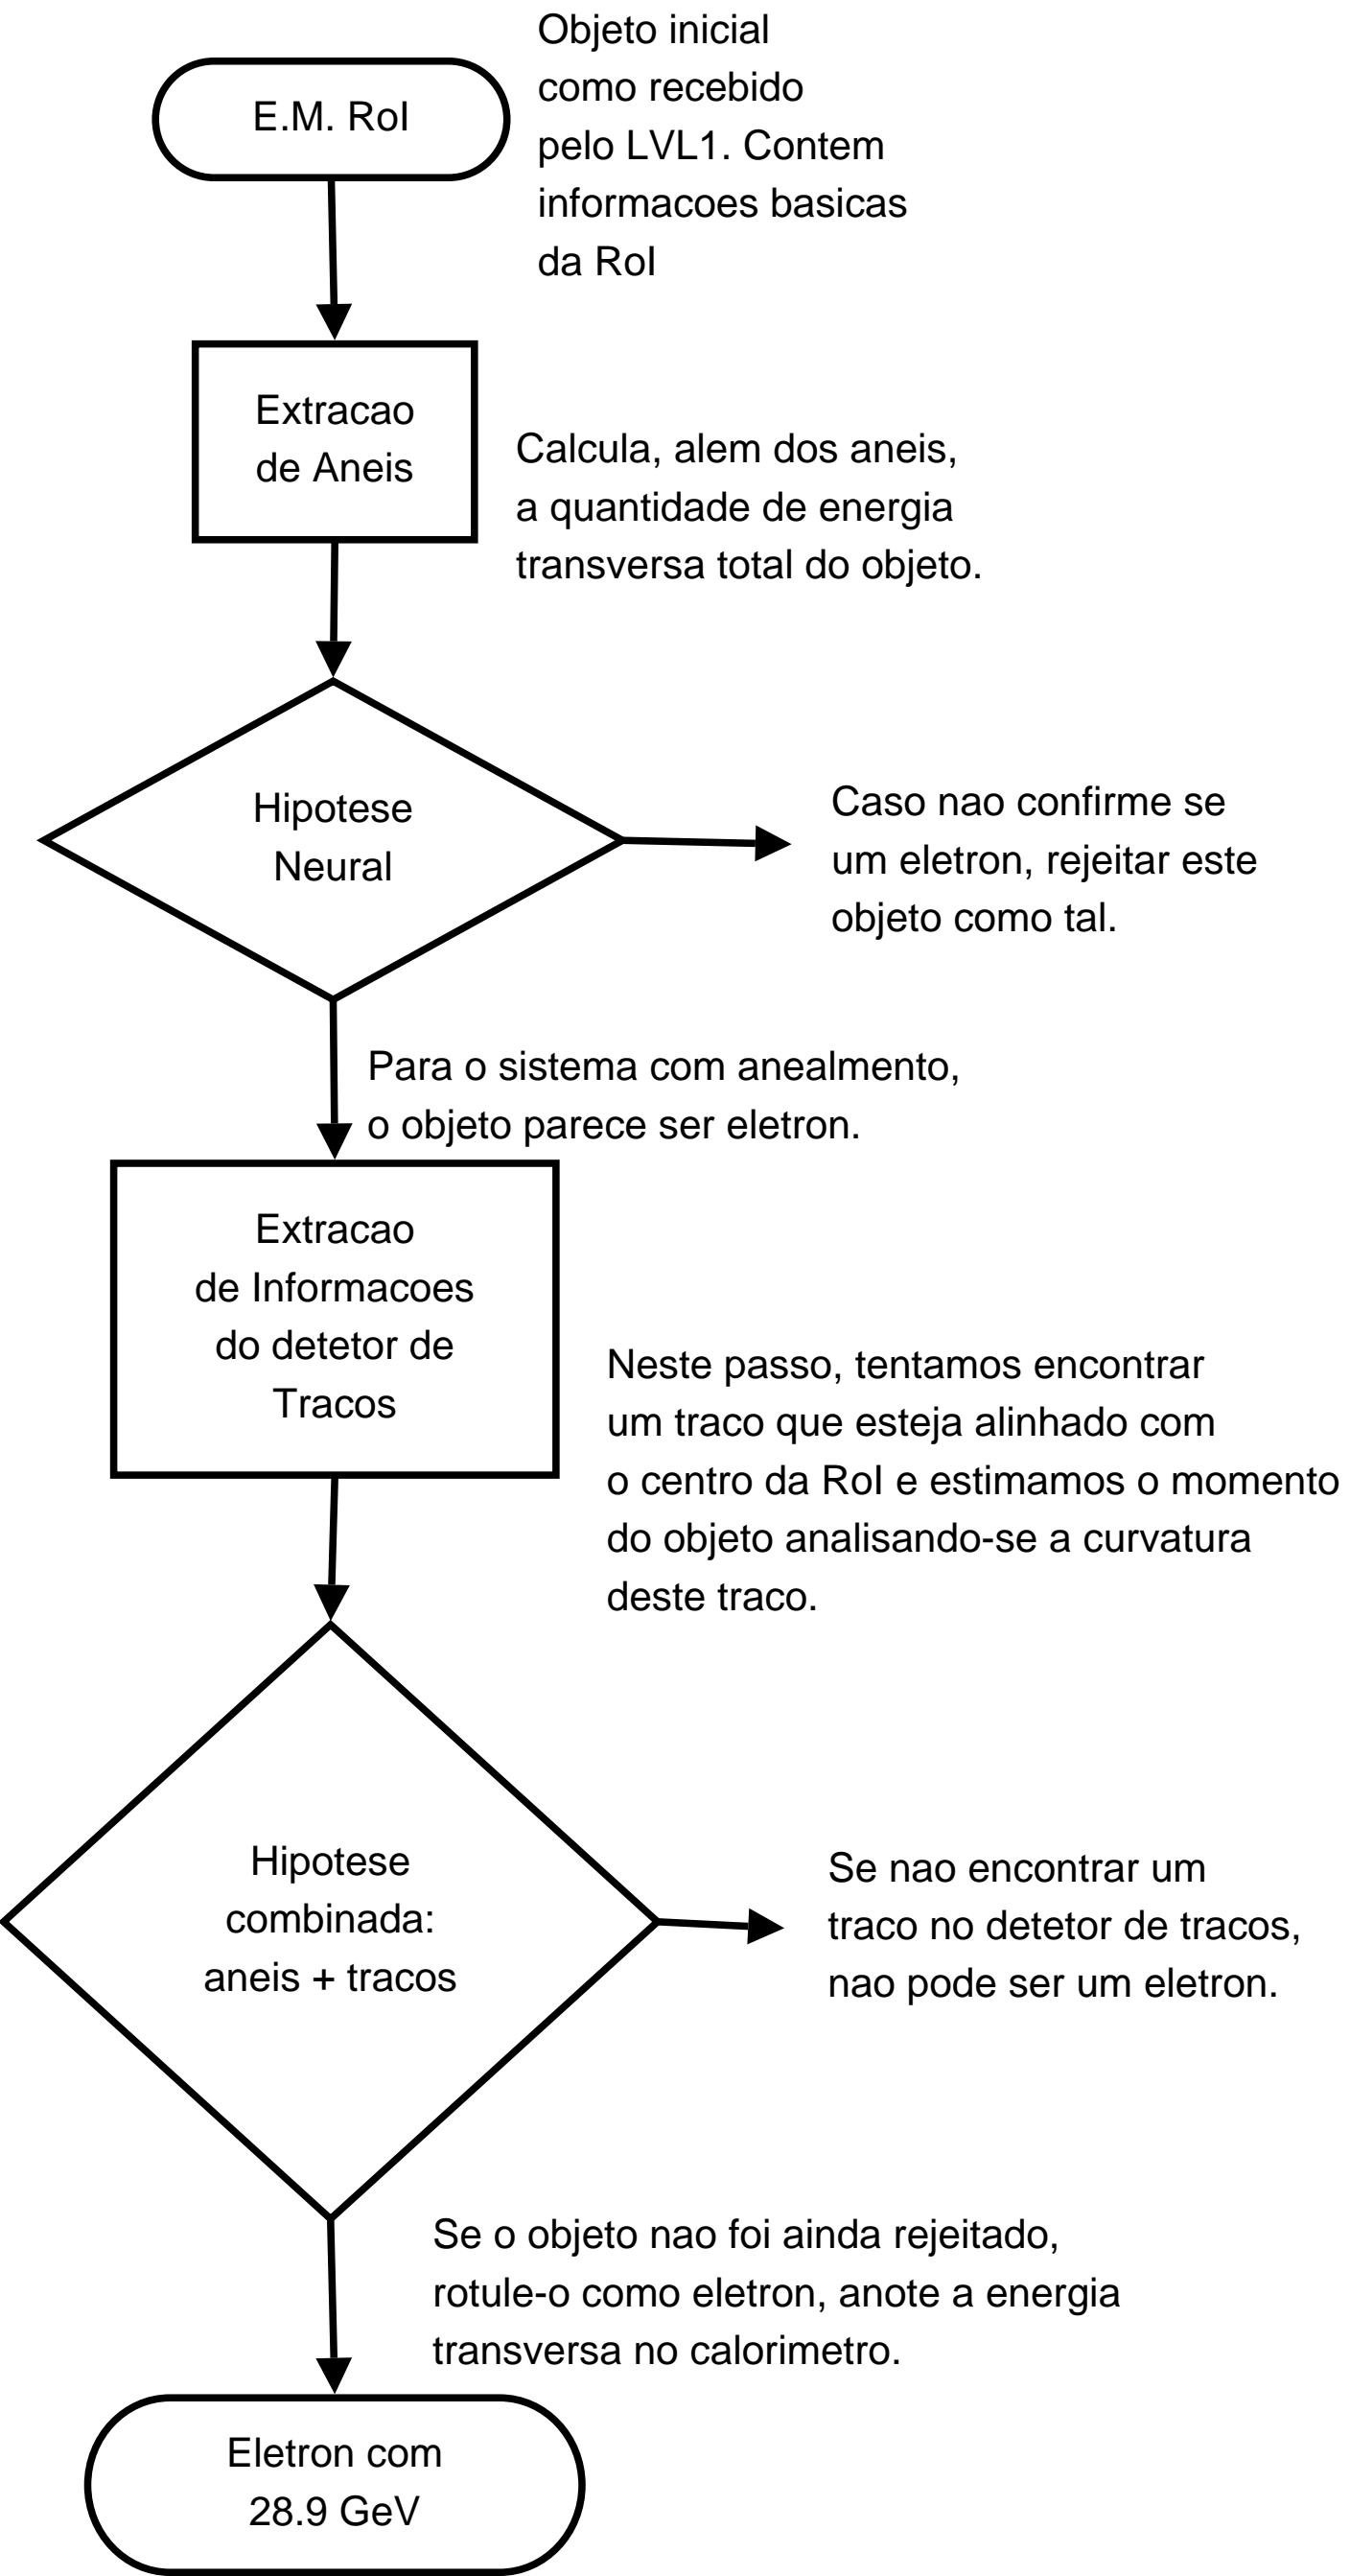 Objeto inicial
como recebido
pelo LVL1. Contem
informacoes basicas
da RoI
E.M. RoI
Extracao
de Aneis
Calcula, alem dos aneis,
a quantidade de energia
transversa total do objeto.
Hipotese
Neural
Caso nao confirme se
um eletron, rejeitar este
objeto como tal.
Para o sistema com anealmento,
o objeto parece ser eletron.
Extracao
de Informacoes
do detetor de
Tracos
Neste passo, tentamos encontrar
um traco que esteja alinhado com
o centro da RoI e estimamos o momento
do objeto analisando-se a curvatura
deste traco.
Hipotese
combinada:
aneis + tracos
Se nao encontrar um
traco no detetor de tracos,
nao pode ser um eletron.
Se o objeto nao foi ainda rejeitado,
rotule-o como eletron, anote a energia
transversa no calorimetro.
Eletron com
28.9 GeV